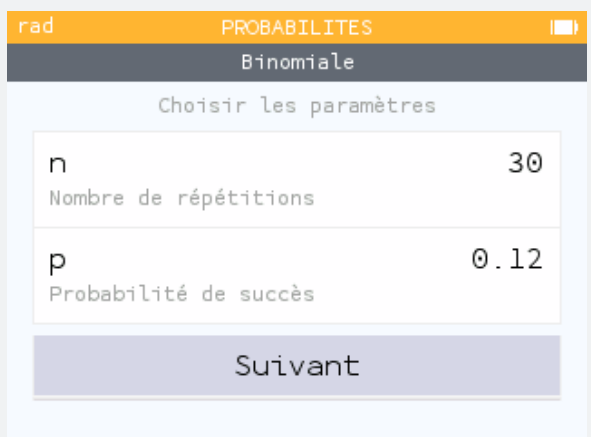 rad PROBABILITES
Binomiale
Choisir les paramètres
n 30
Nombre de répétitions
p 0.12
Probabilité de succès
Suivant